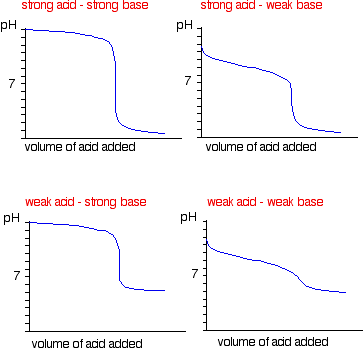 strong acid - strong base
pH
7
volume of acid added
strong acid - weak base
pH
7
volume of acid added
weak acid - strong base
pH
7
volume of acid added
weak acid - weak base
pH
7
volume of acid added